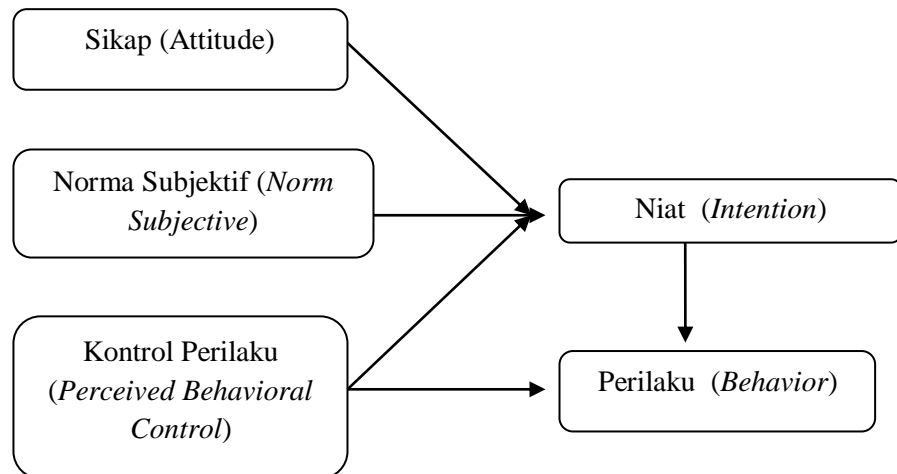 Sikap (Attitude)
Norma Subjektif (Norm
Subjective)
Niat (Intention)
Kontrol Perilaku
(Perceived Behavioral
Control)
Perilaku (Behavior)